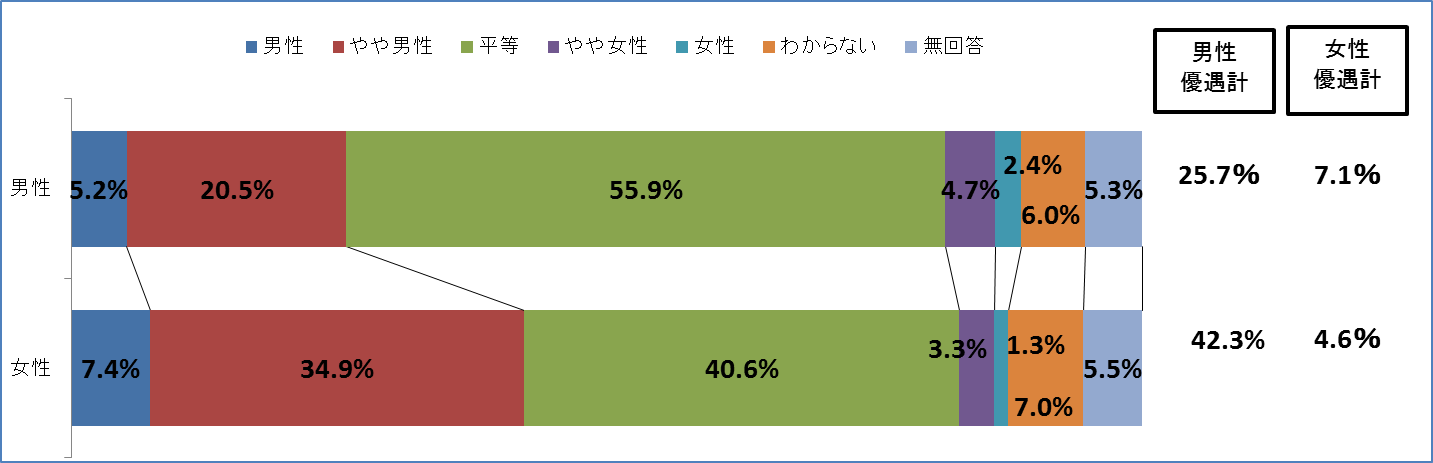 男性 やや男性 平等 やや女性 女性 わからない 無回答
男性
優遇計
女性
優遇計
男性 5.2% 20.5% 55.9% 4.7% 2.4% 6.0% 5.3% 25.7% 7.1%
女性 7.4% 34.9% 40.6% 3.3% 1.3% 7.0% 5.5% 42.3% 4.6%